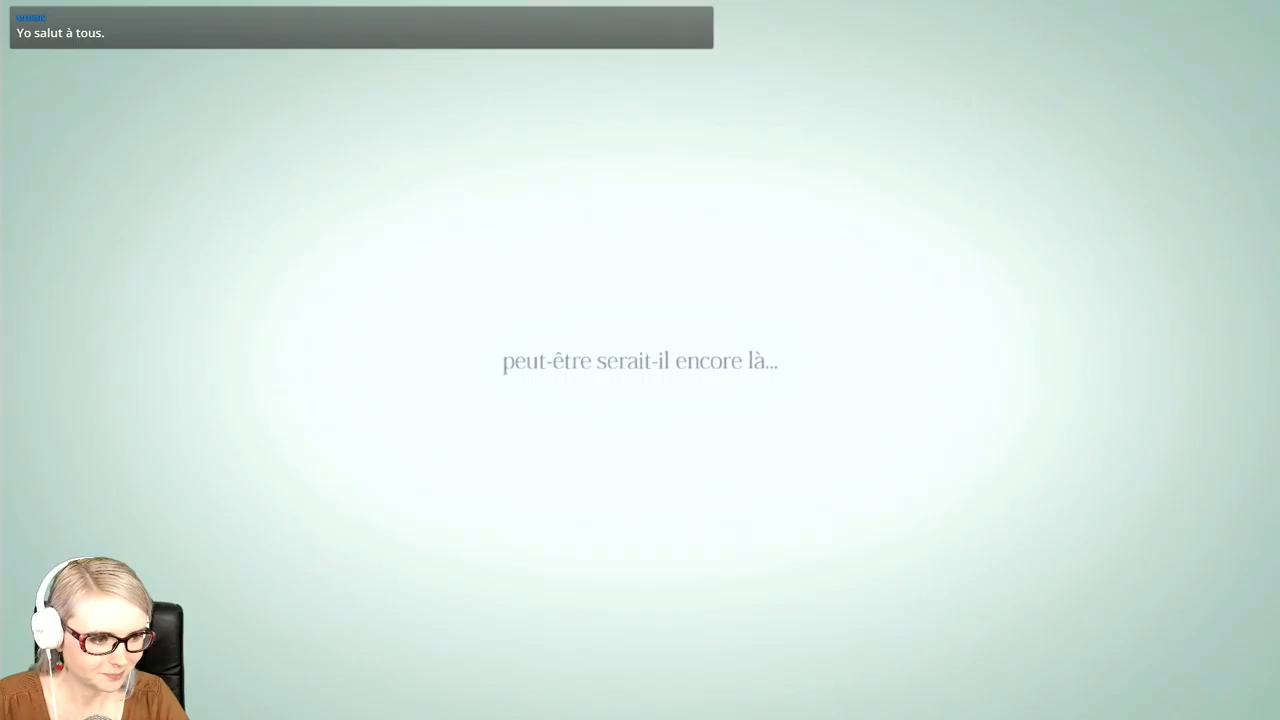 Yo salut à tous.
peut-être serait-il encore là...